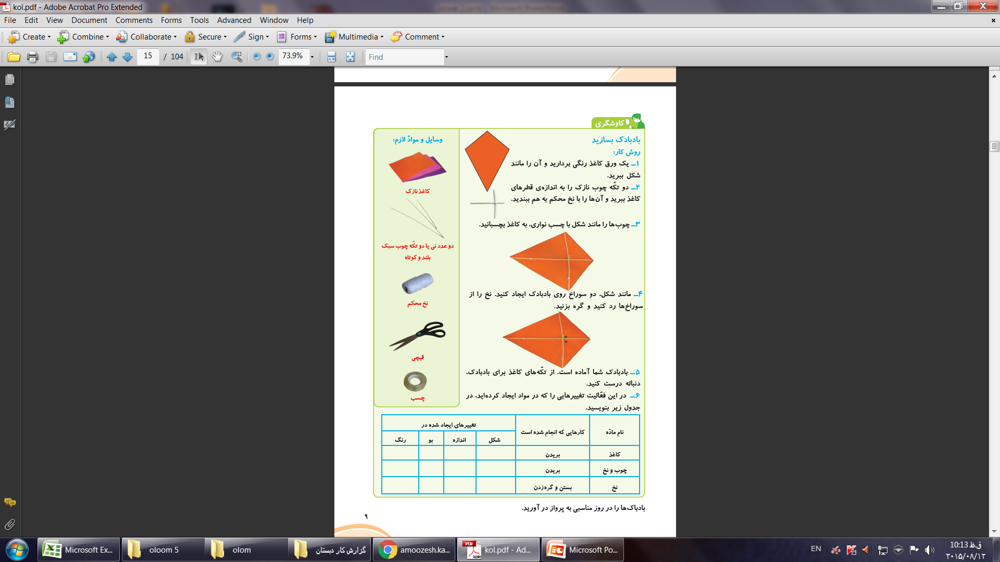 kol.pdf - Adobe Acrobat Pro Extended
File Edit View Document Comments Forms Tools Advanced Window Help
Create Combine Collaborate Secure Sign Forms Multimedia Comment
15 / 104 73.9% Find
کاوشگری
بادبادک بسازید
روش کار:
۱ــ یک ورق کاغذ رنگی بردارید و آن را مانند
شکل ببرید.
۲ــ دو تکّه چوب نازک را به اندازه‌ی قطرهای
کاغذ ببرید و آن‌ها را با نخ محکم به هم ببندید.
۳ــ چوب‌ها را مانند شکل با چسب نواری، به کاغذ بچسبانید.
۴ــ مانند شکل، دو سوراخ روی بادبادک ایجاد کنید. نخ را از
سوراخ‌ها رد کنید و گره بزنید.
۵ــ بادبادک شما آماده است. از تکّه‌های کاغذ برای بادبادک،
دنباله درست کنید.
۶ــ در این فعّالیت تغییرهایی را که در مواد ایجاد کرده‌اید، در
جدول زیر بنویسید.
وسایل و موادّ لازم:
کاغذ نازک
دو عدد نی یا دو تکّه چوب سبک
بلند و کوتاه
نخ محکم
قیچی
چسب
نام مادّه کارهایی که انجام شده است تغییرهای ایجاد شده در
شکل اندازه بو رنگ
کاغذ بریدن
چوب و نخ بریدن
نخ بستن و گره‌زدن
بادباک‌ها را در روز مناسبی به پرواز در آورید.
۹
Microsoft Ex... oloom 5 olom گزارش کار دبستان amoozesh.ka... kol.pdf - Ad... Microsoft Po... EN
10:13 ق.ظ
۲۰۱۵/۰۸/۱۲